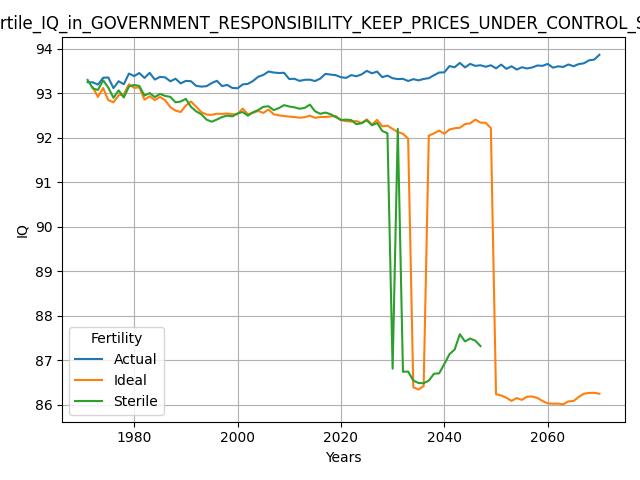 rtile_IQ_in_GOVERNMENT_RESPONSIBILITY_KEEP_PRICES_UNDER_CONTROL_S
94
93
92
91
90
89
88
87
86
IQ
Fertility
Actual
Ideal
Sterile
1980 2000 2020 2040 2060
Years